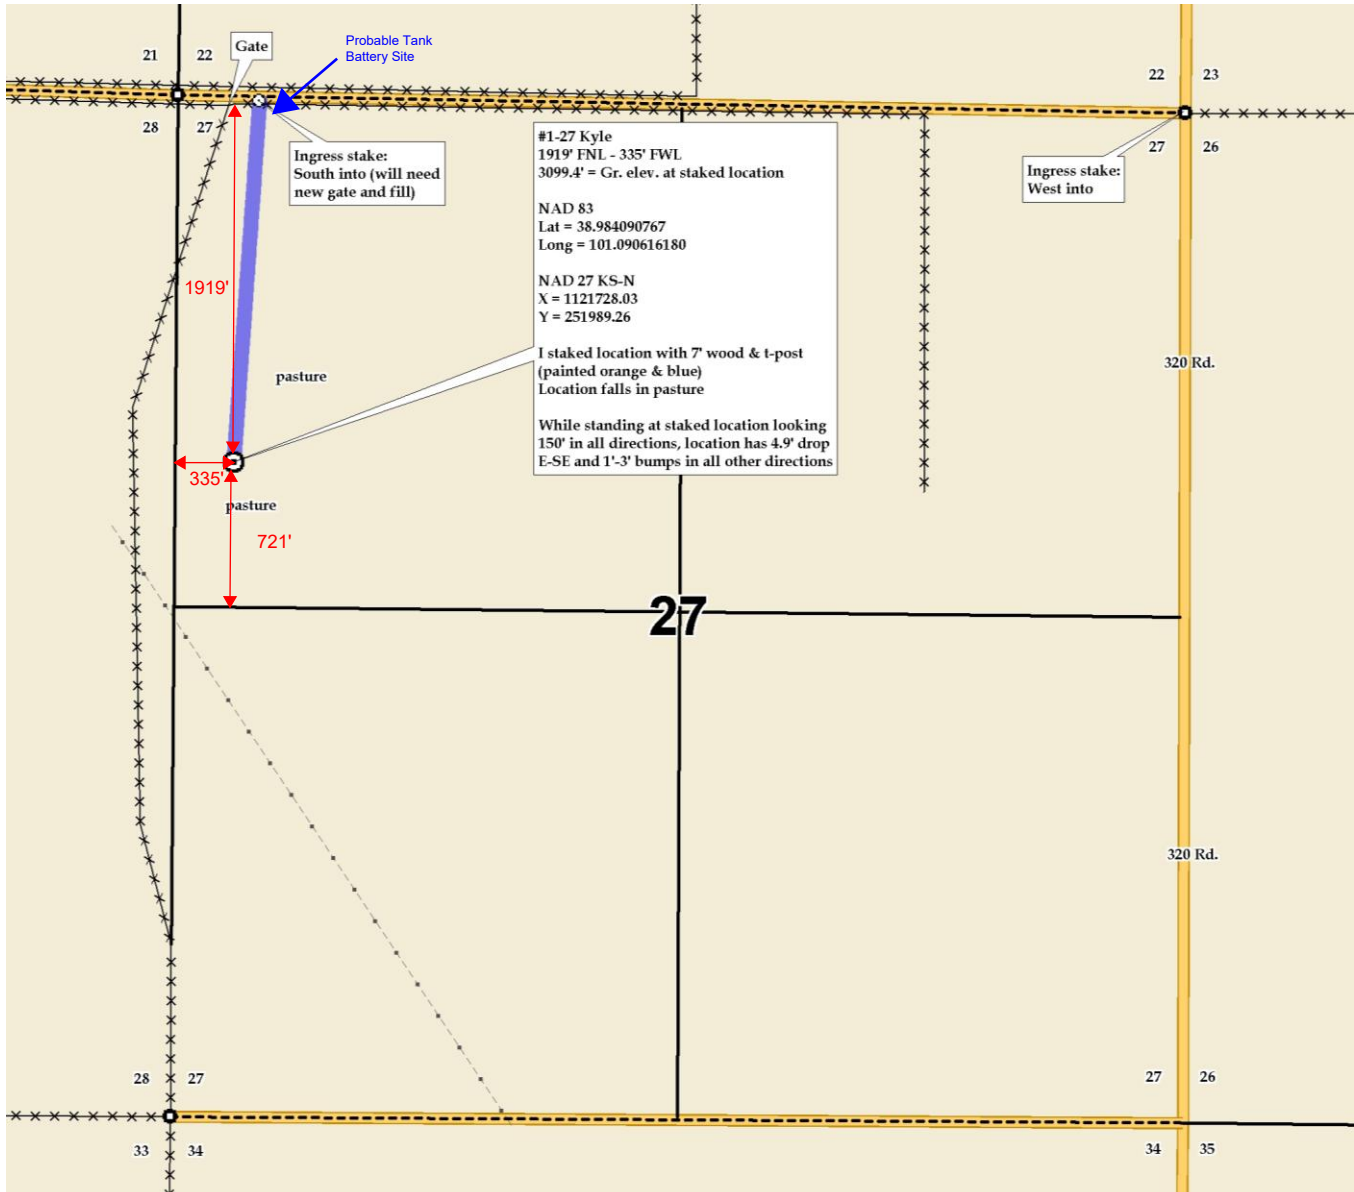 Probable Tank
Battery Site
Gate
21 22
22 23
28 27
27 26
#1-27 Kyle
1919' FNL - 335' FWL
3099.4' = Gr. elev. at staked location
NAD 83
Lat = 38.984090767
Long = 101.090616180
NAD 27 KS-N
X = 1121728.03
Y = 251989.26
I staked location with 7' wood & t-post
(painted orange & blue)
Location falls in pasture
While standing at staked location looking
150' in all directions, location has 4.9' drop
E-SE and 1'-3' bumps in all other directions
Ingress stake:
South into (will need
new gate and fill)
Ingress stake:
West into
1919'
320 Rd.
pasture
335'
pasture
721'
27
320 Rd.
28 27
27 26
33 34
34 35